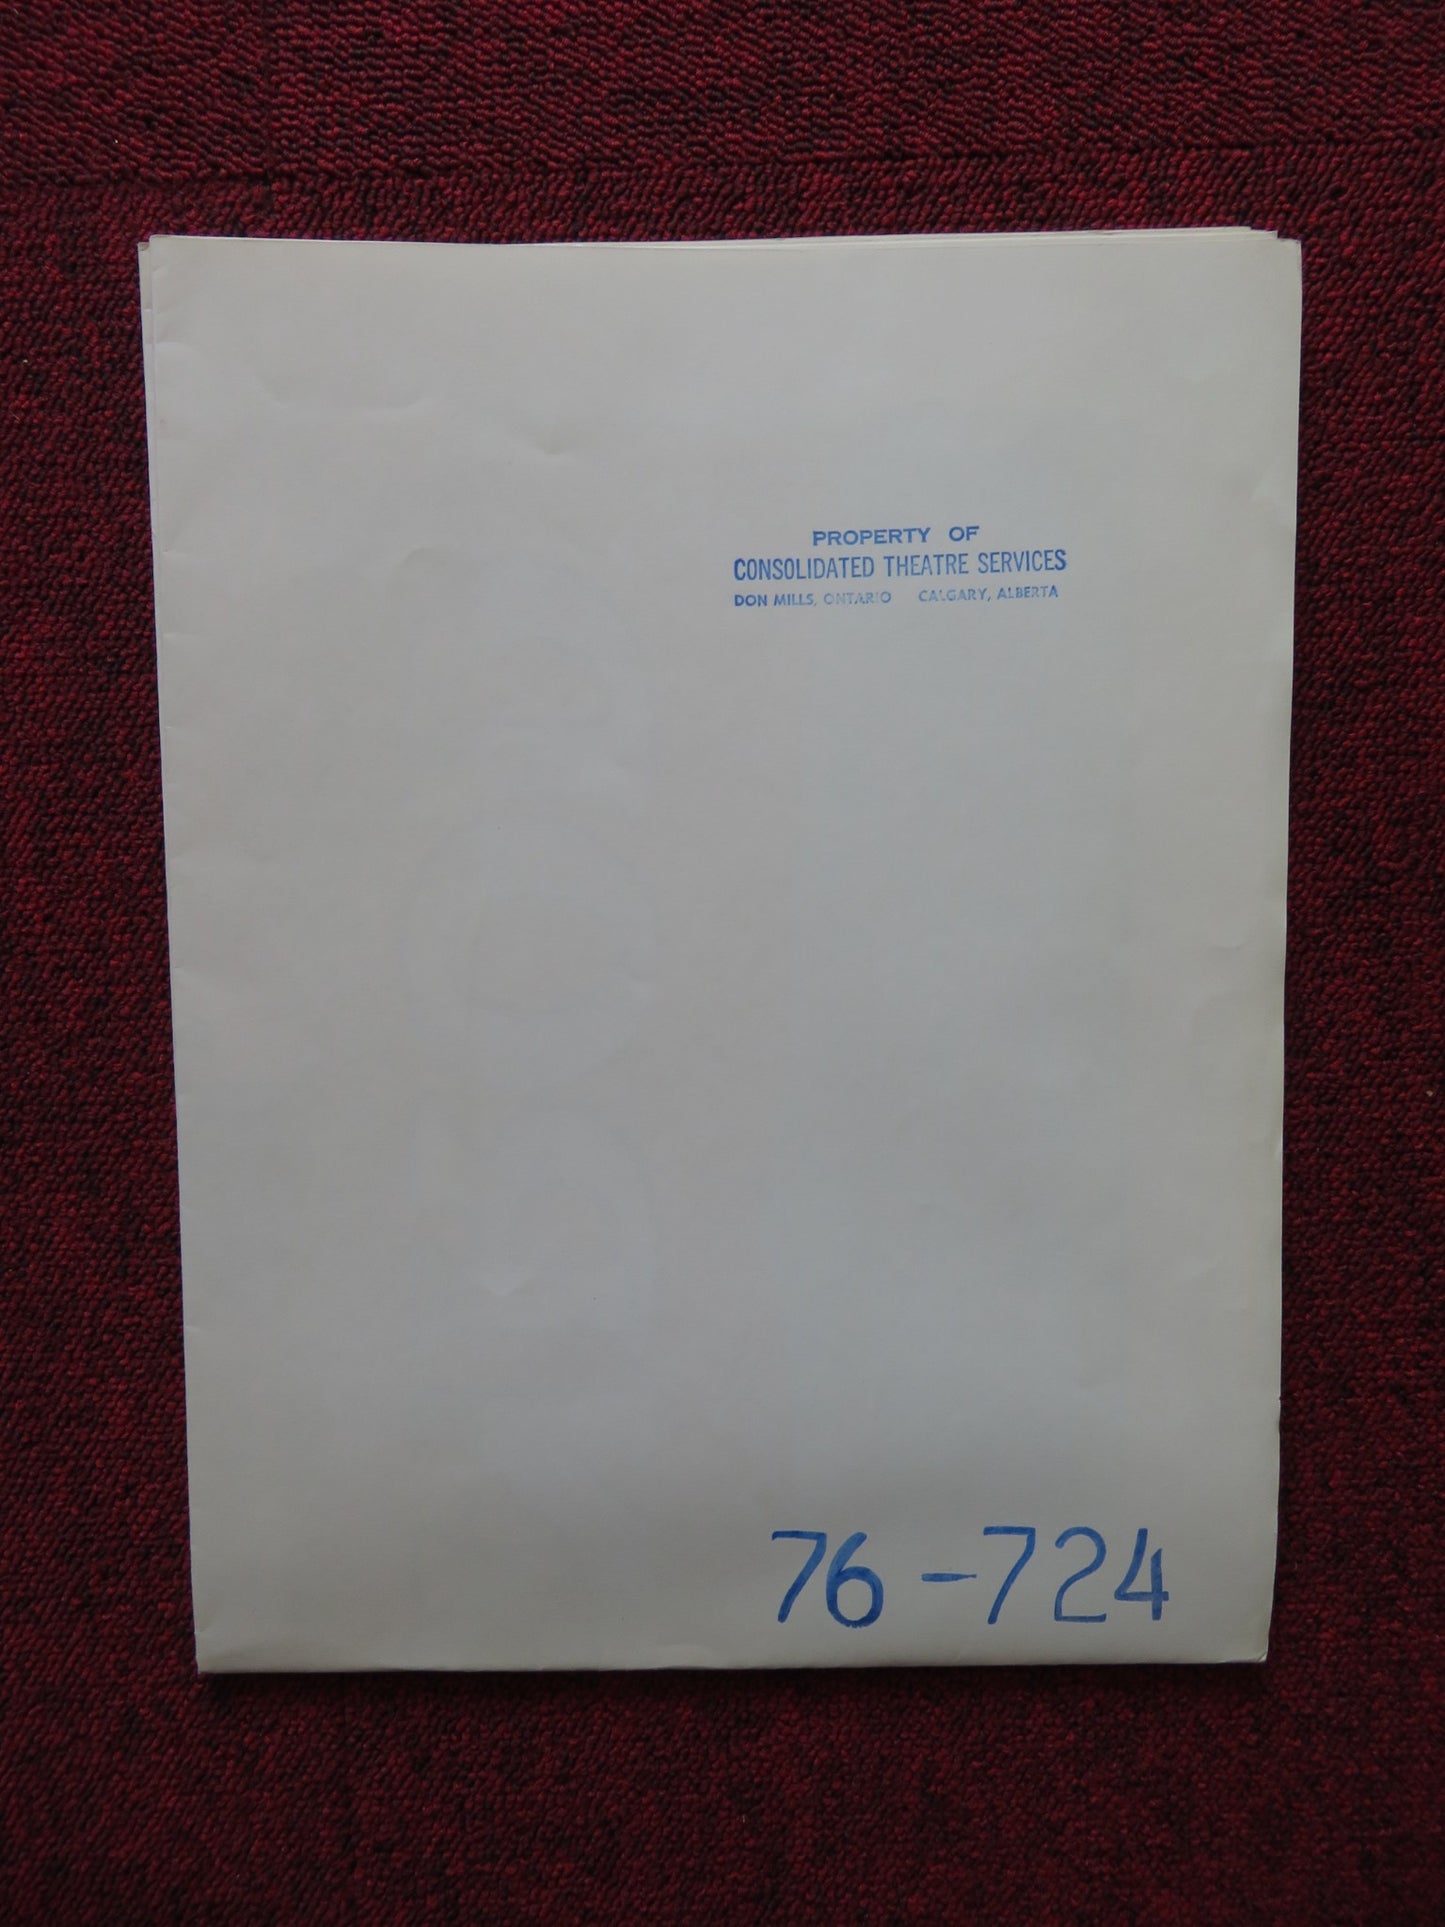 PROPERTY OF
CONSOLIDATED THEATRE SERVICES
DON MILLS, ONTARIO CALGARY, ALBERTA
76-724